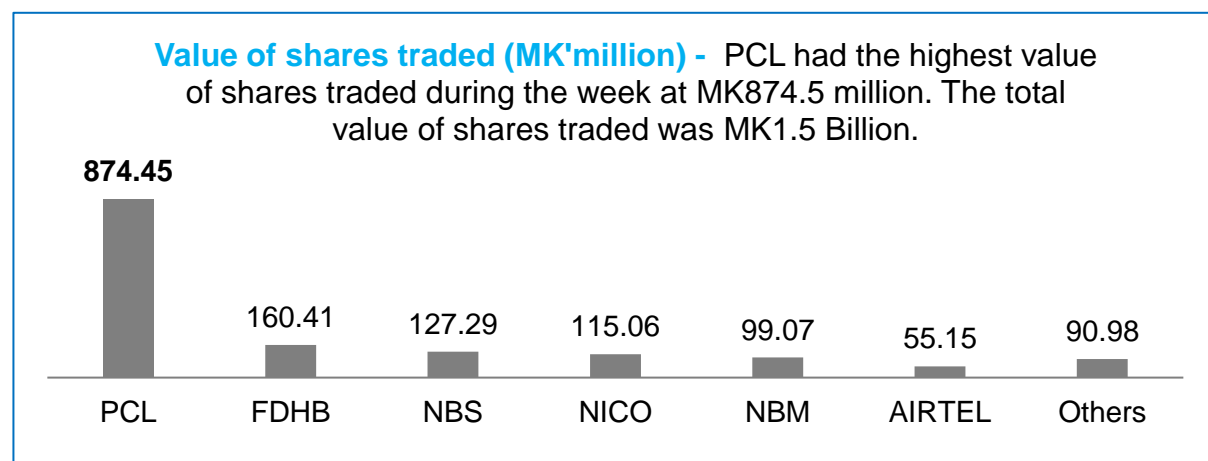 Value of shares traded (MK'million) - PCL had the highest value
of shares traded during the week at MK874.5 million. The total
value of shares traded was MK1.5 Billion.
874.45
160.41
127.29
115.06
99.07
55.15
90.98
PCL
FDHB
NBS
NICO
NBM
AIRTEL
Others